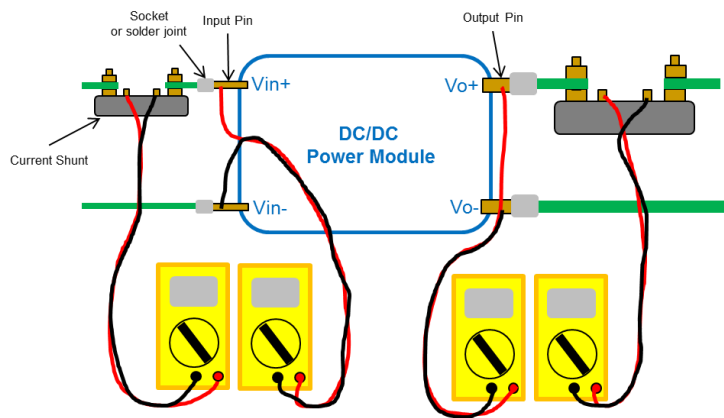 Socket
or solder joint
Input Pin
Output Pin
Vin+
Vo+
DC/DC
Power Module
Current Shunt
Vin-
Vo-